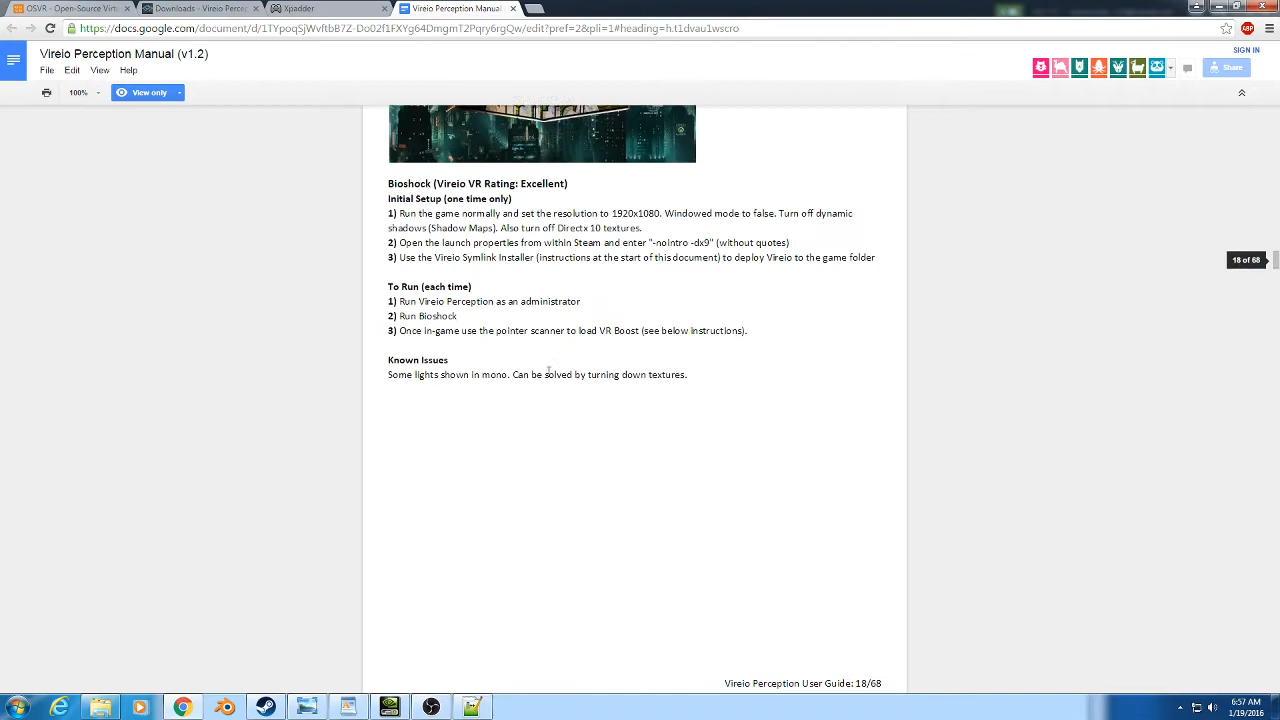 OSVR - Open-Source Virtu
Downloads - Vireio Percep
Xpadder
Vireio Perception Manual
https://docs.google.com/document/d/1TYpoqSjWvftbB7Z-Do02f1FXYg64DmgmT2Pqry6rgQw/edit?pref=2&pli=1#heading=h.t1dvau1wscro
ABP
Vireio Perception Manual (v1.2)
SIGN IN
File Edit View Help
Share
100% View only
Bioshock (Vireio VR Rating: Excellent)
Initial Setup (one time only)
1) Run the game normally and set the resolution to 1920x1080. Windowed mode to false. Turn off dynamic
shadows (Shadow Maps). Also turn off Directx 10 textures.
2) Open the launch properties from within Steam and enter "-nointro -dx9" (without quotes)
3) Use the Vireio Symlink Installer (instructions at the start of this document) to deploy Vireio to the game folder
18 of 68
To Run (each time)
1) Run Vireio Perception as an administrator
2) Run Bioshock
3) Once in-game use the pointer scanner to load VR Boost (see below instructions).
Known Issues
Some lights shown in mono. Can be solved by turning down textures.
Vireio Perception User Guide: 18/68
6:57 AM
1/19/2016